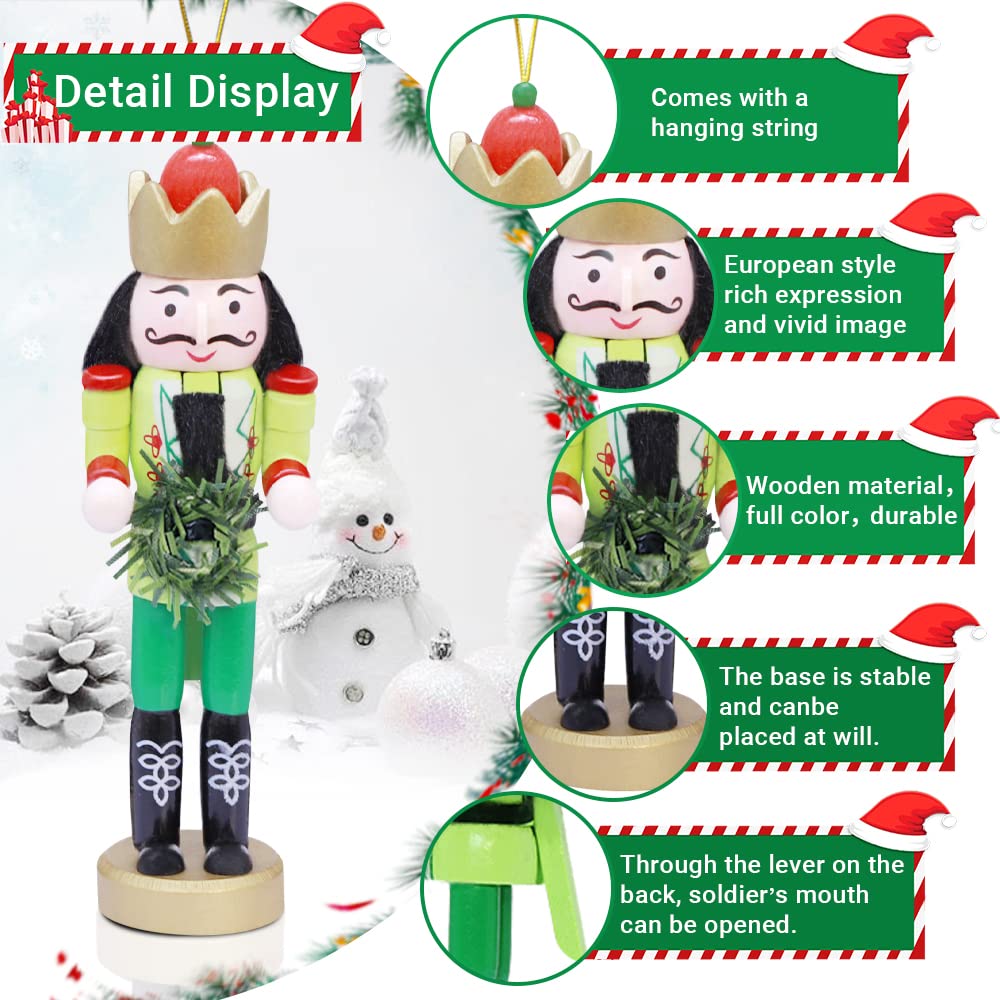 Detail Display
Comes with a
hanging string
European style
rich expression
and vivid image
Wooden material,
full color, durable
The base is stable
and canbe
placed at will.
Through the lever on the
back, soldier's mouth
can be opened.